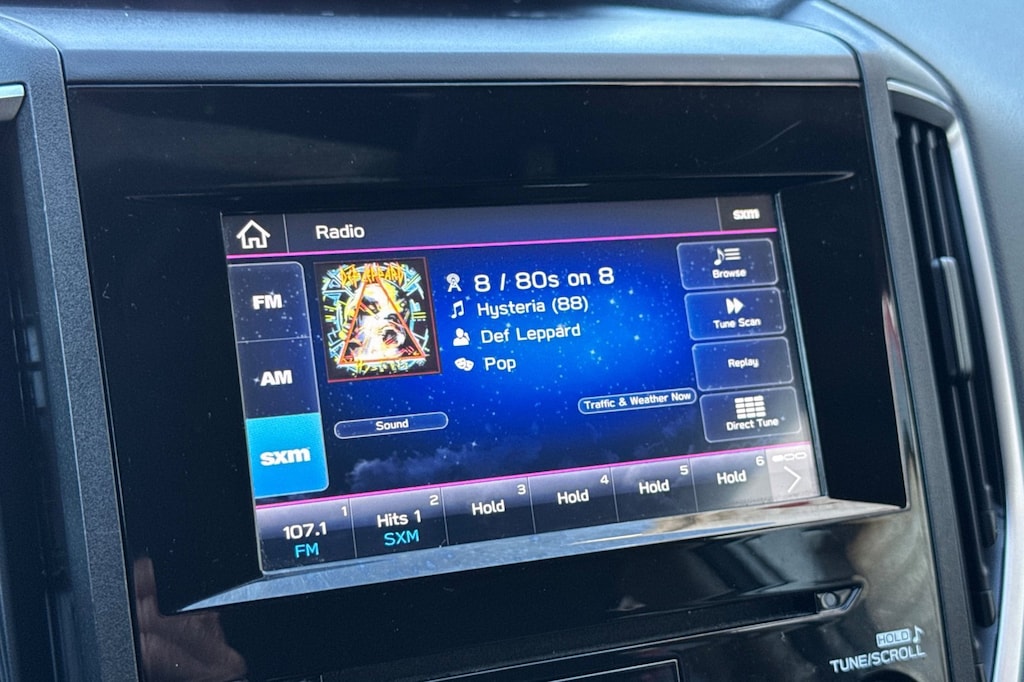 Radio
sxm
FM
AM
sxm
DEF LEPPARD
8 / 80s on 8
Hysteria (88)
Def Leppard
Pop
Sound
Traffic & Weather Now
Browse
Tune Scan
Replay
Direct Tune
1
107.1
FM
2
Hits 1
SXM
3
Hold
4
Hold
5
Hold
6
Hold
HOLD
TUNE/SCROLL